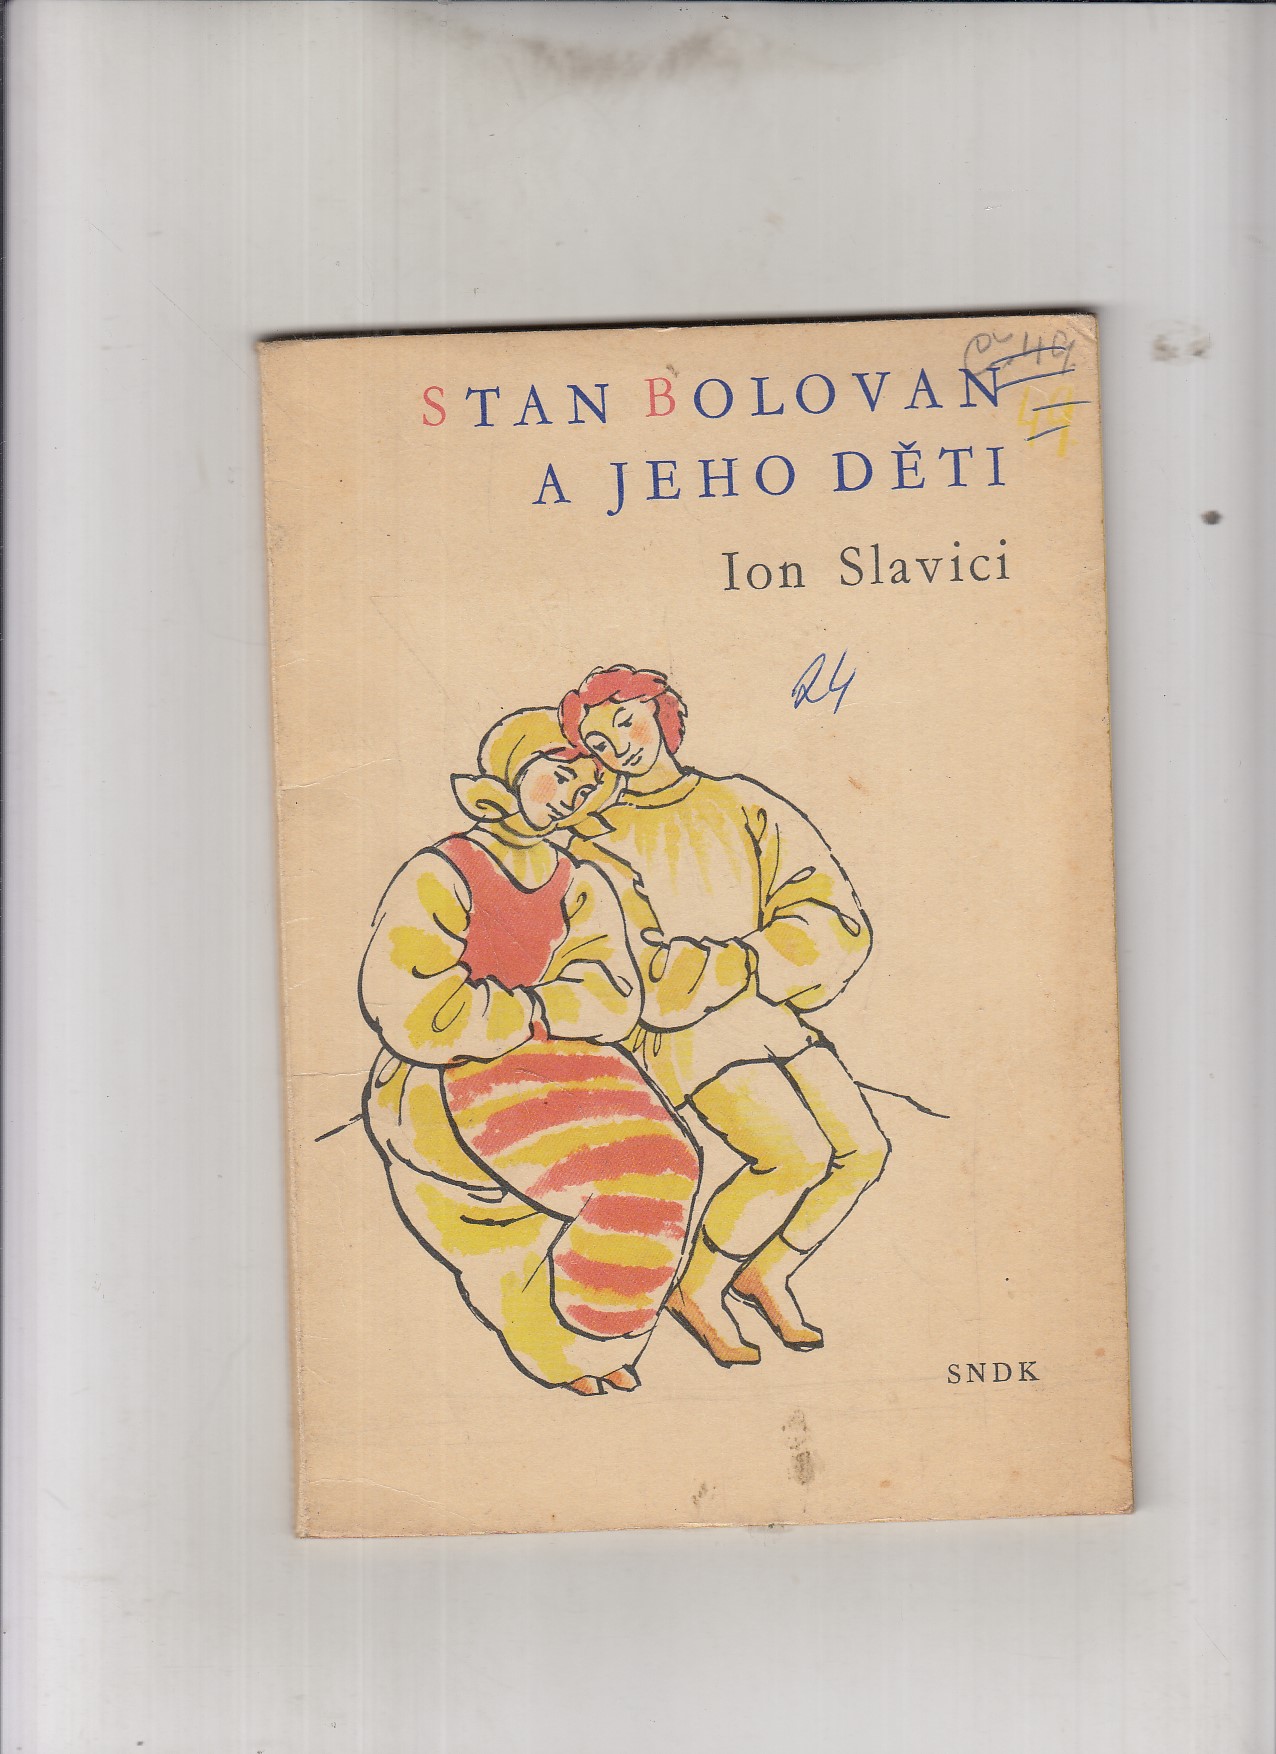 STAN BOLOVAN
A JEHO DĚTI
Ion Slavici
24
SNDK